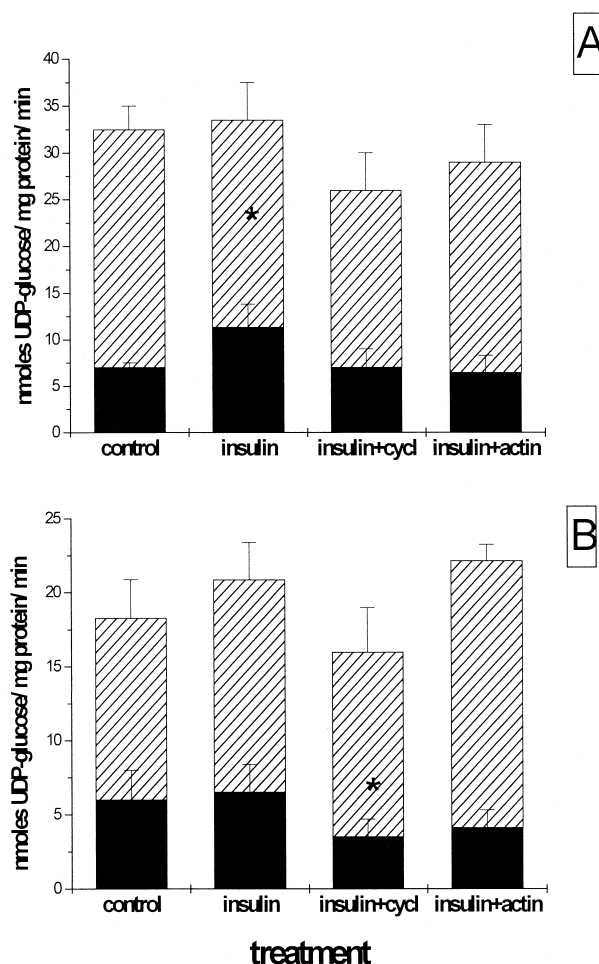 A
nmoles UDP-glucose/ mg protein/ min
40
35
30
25
20
15
10
5
0
*
control insulin insulin+cycl insulin+actin
B
nmoles UDP-glucose/ mg protein/ min
25
20
15
10
5
0
*
control insulin insulin+cycl insulin+actin
treatment